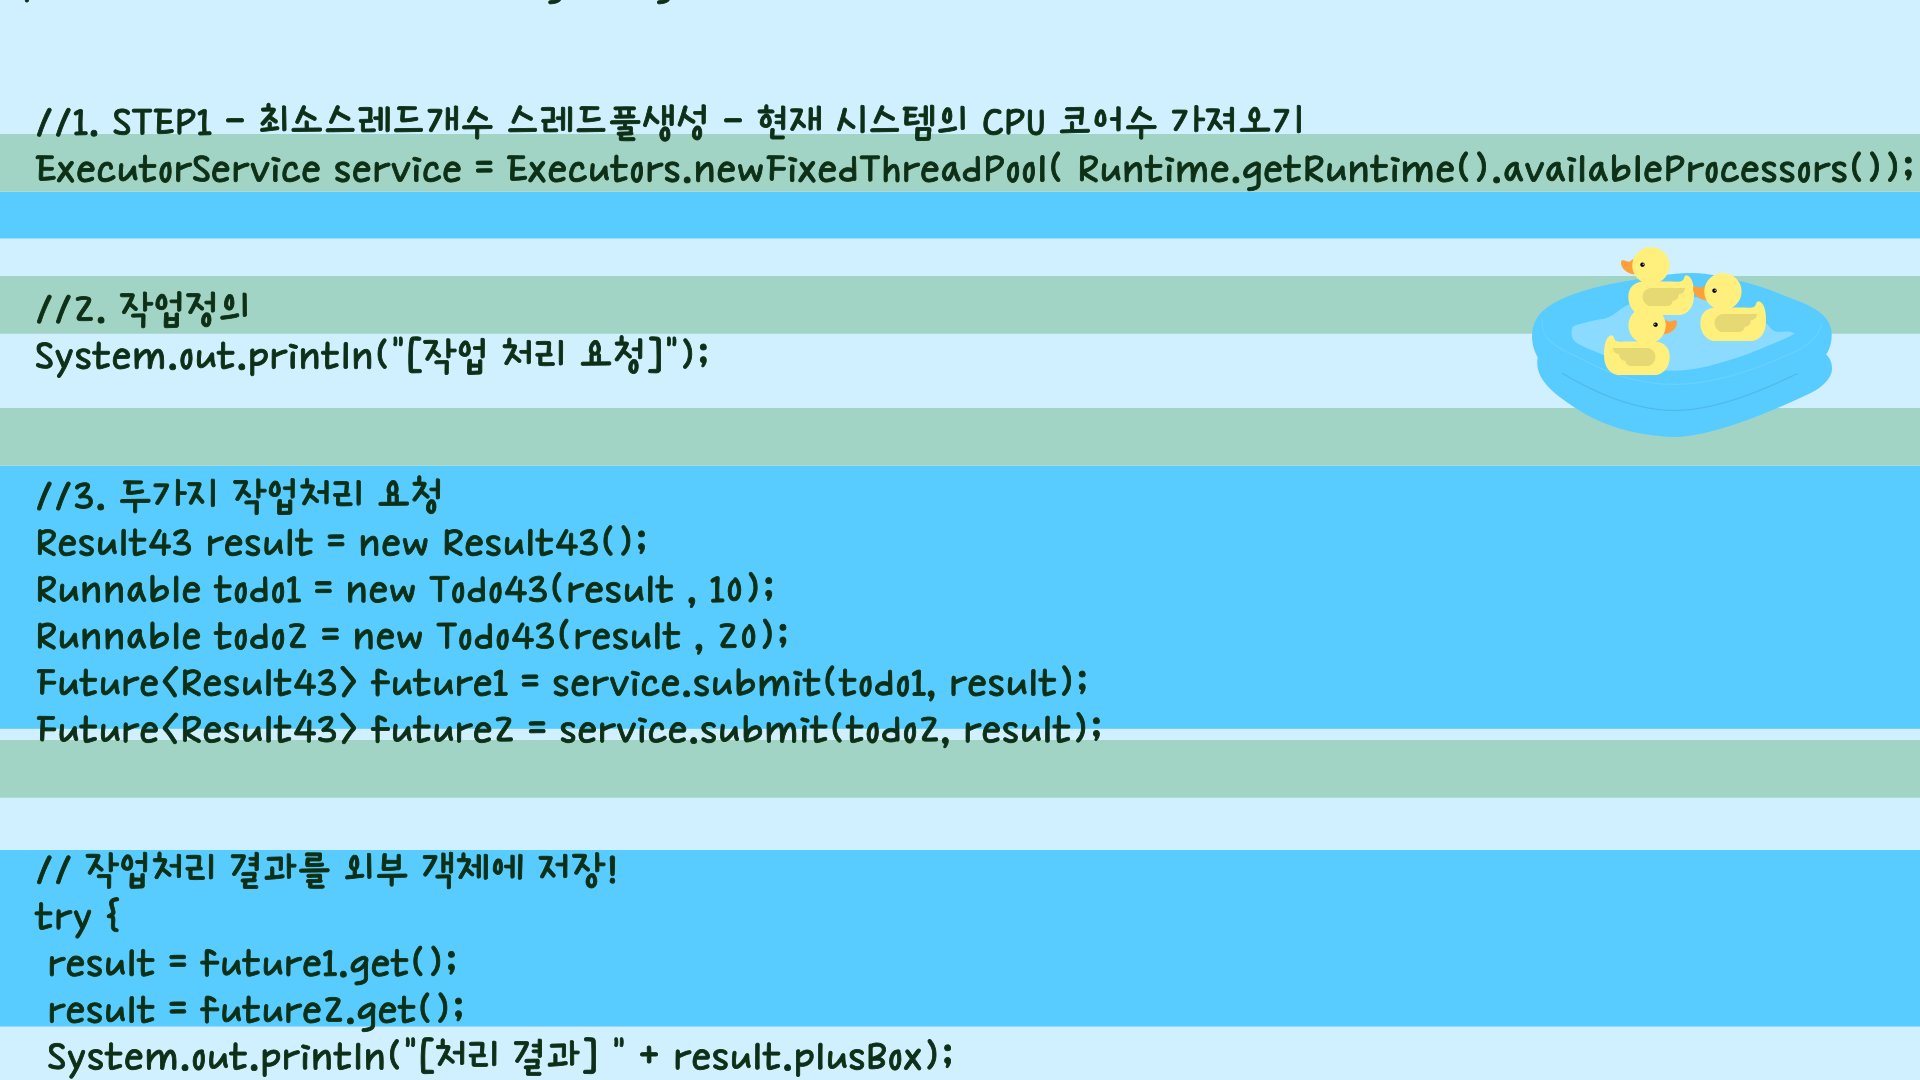 //1. STEP1 - 최소스레드개수 스레드풀생성 - 현재 시스템의 CPU 코어수 가져오기
ExecutorService service = Executors.newFixedThreadPool( Runtime.getRuntime().availableProcessors());
//2. 작업정의
System.out.println("[작업 처리 요청]");
//3. 두가지 작업처리 요청
Result43 result = new Result43();
Runnable todo1 = new Todo43(result , 10);
Runnable todo2 = new Todo43(result , 20);
Future<Result43> future1 = service.submit(todo1, result);
Future<Result43> future2 = service.submit(todo2, result);
// 작업처리 결과를 외부 객체에 저장!
try {
result = future1.get();
result = future2.get();
System.out.println("[처리 결과] " + result.plusBox);